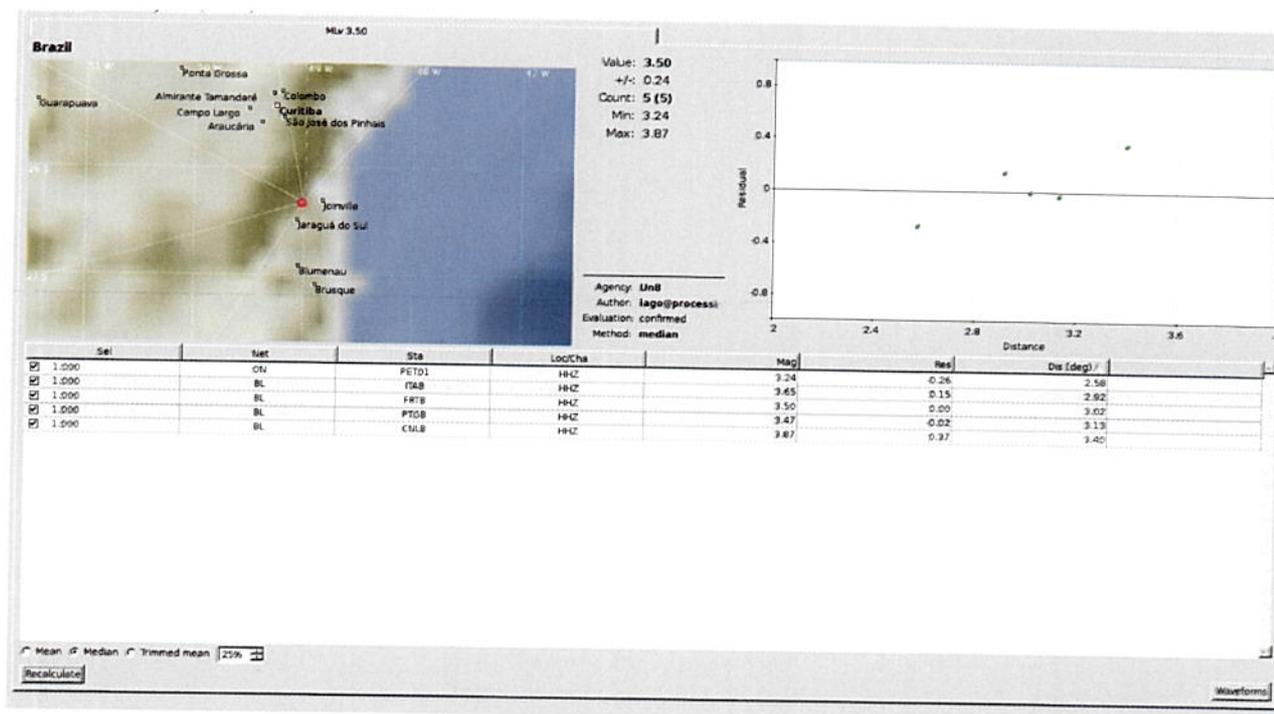 MLv 3.50
Brazil
Ponta Grossa
48 W
47 W
Guarapuava
Almirante Tamandaré
Colombo
Campo Largo
Curitiba
Araucária
São José dos Pinhais
Joinville
Jaraguá do Sul
Blumenau
Brusque
Value: 3.50
+/-: 0.24
Count: 5 (5)
Min: 3.24
Max: 3.87
Agency: UnB
Author: iago@processi
Evaluation: confirmed
Method: median
0.8
0.4
0
-0.4
-0.8
Residual
2 2.4 2.8 3.2 3.6
Distance
Sel Net Sta Loc/Cha Mag Res Dis (deg)
1.000 ON PET01 HHZ 3.24 -0.26 2.58
1.000 BL ITAB HHZ 3.65 0.15 2.92
1.000 BL FRTB HHZ 3.50 0.00 3.02
1.000 BL PTGB HHZ 3.47 -0.02 3.13
1.000 BL CNLB HHZ 3.87 0.37 3.40
Mean Median Trimmed mean 25%
Recalculate
Waveforms